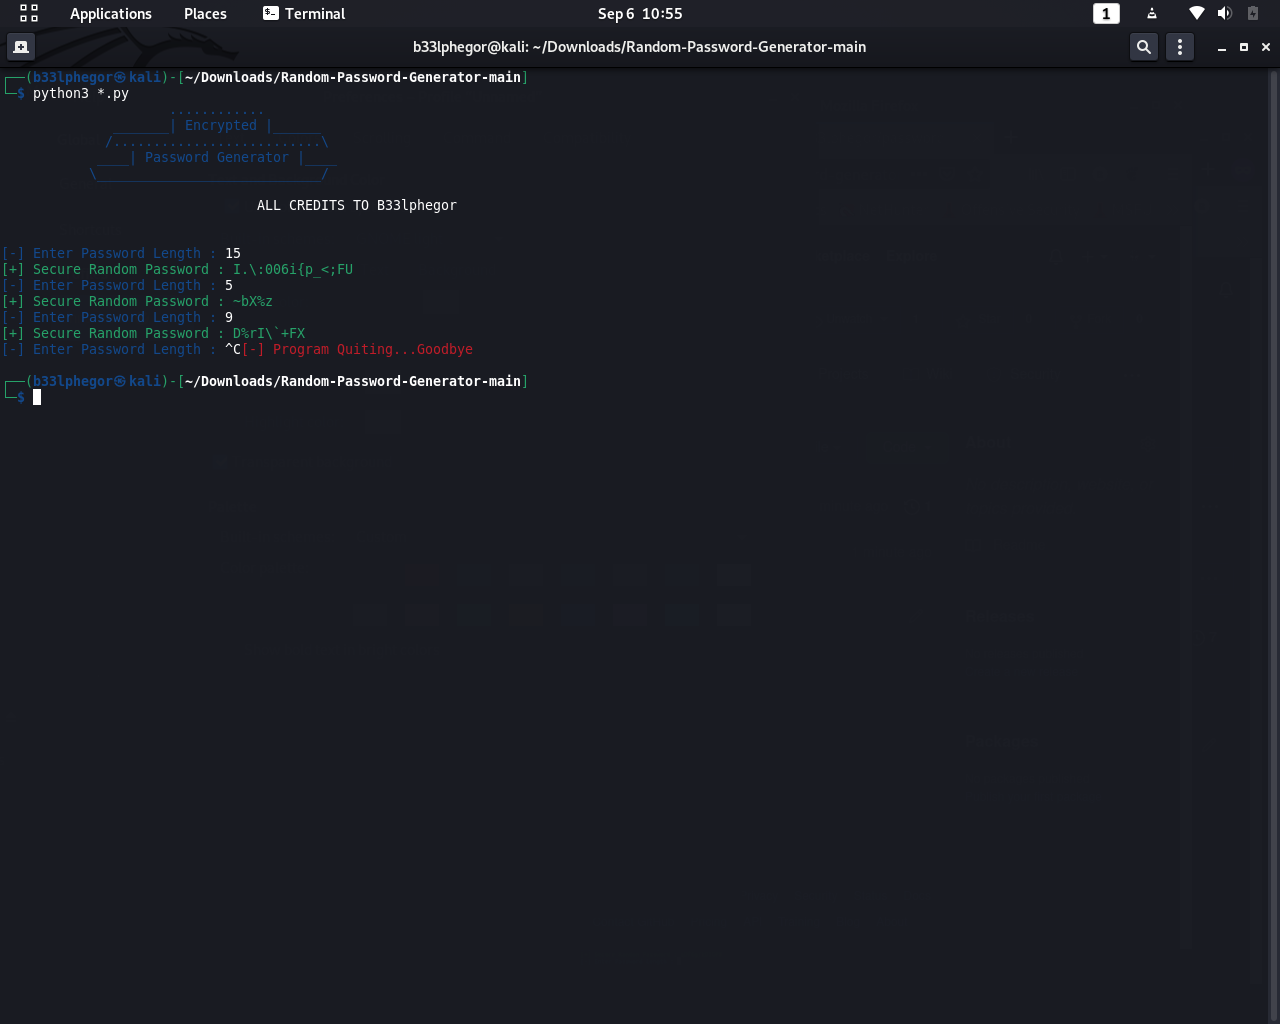 Applications Places Terminal Sep 6 10:55 1
b33lphegor@kali: ~/Downloads/Random-Password-Generator-main
┌──(b33lphegor㉿kali)-[~/Downloads/Random-Password-Generator-main]
└─$ python3 *.py
............
_______| Encrypted |______
/..........................\
____| Password Generator |____
\____________________________/
ALL CREDITS TO B33lphegor
[-] Enter Password Length : 15
[+] Secure Random Password : I.\:006i{p_<;FU
[-] Enter Password Length : 5
[+] Secure Random Password : ~bX%z
[-] Enter Password Length : 9
[+] Secure Random Password : D%rI\`+FX
[-] Enter Password Length : ^C[-] Program Quiting...Goodbye
┌──(b33lphegor㉿kali)-[~/Downloads/Random-Password-Generator-main]
└─$